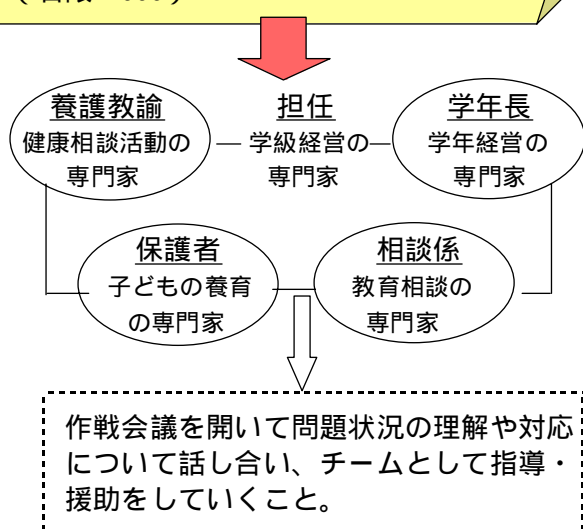 養護教諭
健康相談活動の
専門家
担任
学級経営の
専門家
学年長
学年経営の
専門家
保護者
子どもの養育
の専門家
相談係
教育相談の
専門家
作戦会議を開いて問題状況の理解や対応
について話し合い、チームとして指導・
援助をしていくこと。